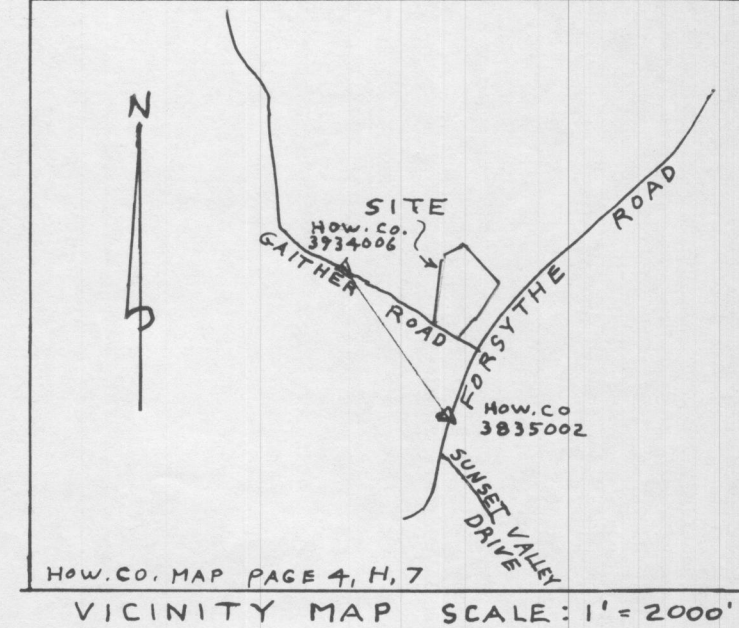 N
SITE
HOW. CO.
3934006
GAITHER ROAD
FORSYTHE ROAD
HOW. CO
3835002
SUNSET VALLEY
DRIVE
HOW. CO. MAP PAGE 4, H, 7
VICINITY MAP SCALE: 1' = 2000'